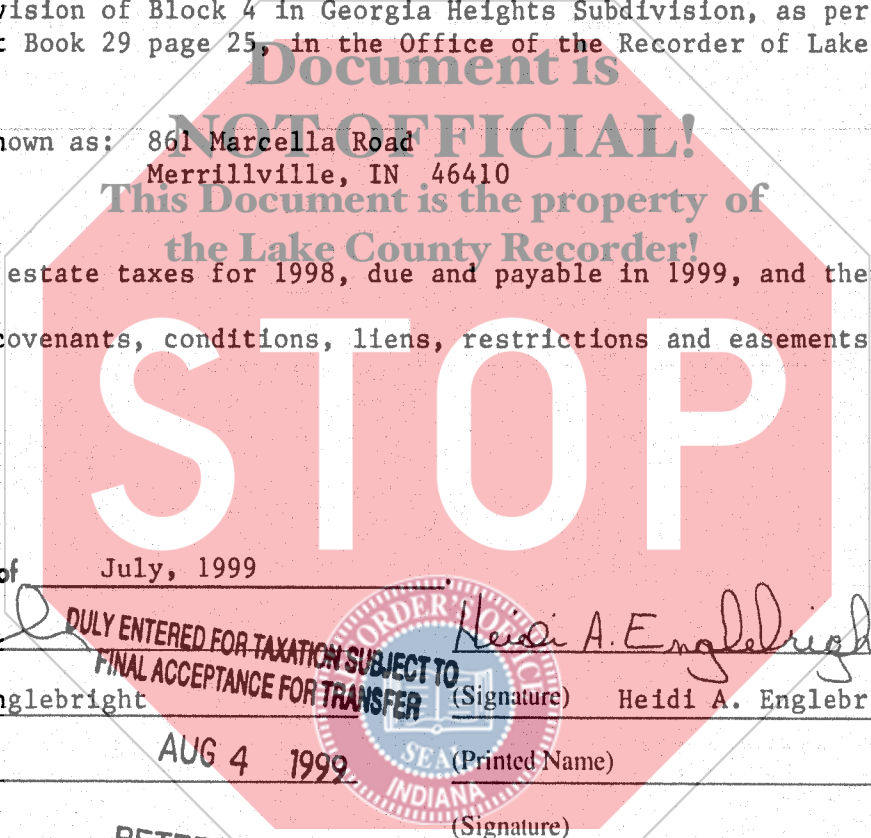 vision of Block 4 in Georgia Heights Subdivision, as per
Book 29 page 25, in the Office of the Recorder of Lake
Document is
NOT OFFICIAL!
own as: 861 Marcella Road
Merrillville, IN 46410
This Document is the property of
the Lake County Recorder!
estate taxes for 1998, due and payable in 1999, and the
covenants, conditions, liens, restrictions and easements
STOP
of July, 1999.
Heidi A. Englebrigh
DULY ENTERED FOR TAXATION SUBJECT TO
FINAL ACCEPTANCE FOR TRANSFER
nglebright (Signature) Heidi A. Englebr
AUG 4 1999
(Printed Name)
SEAL
INDIANA
(Signature)